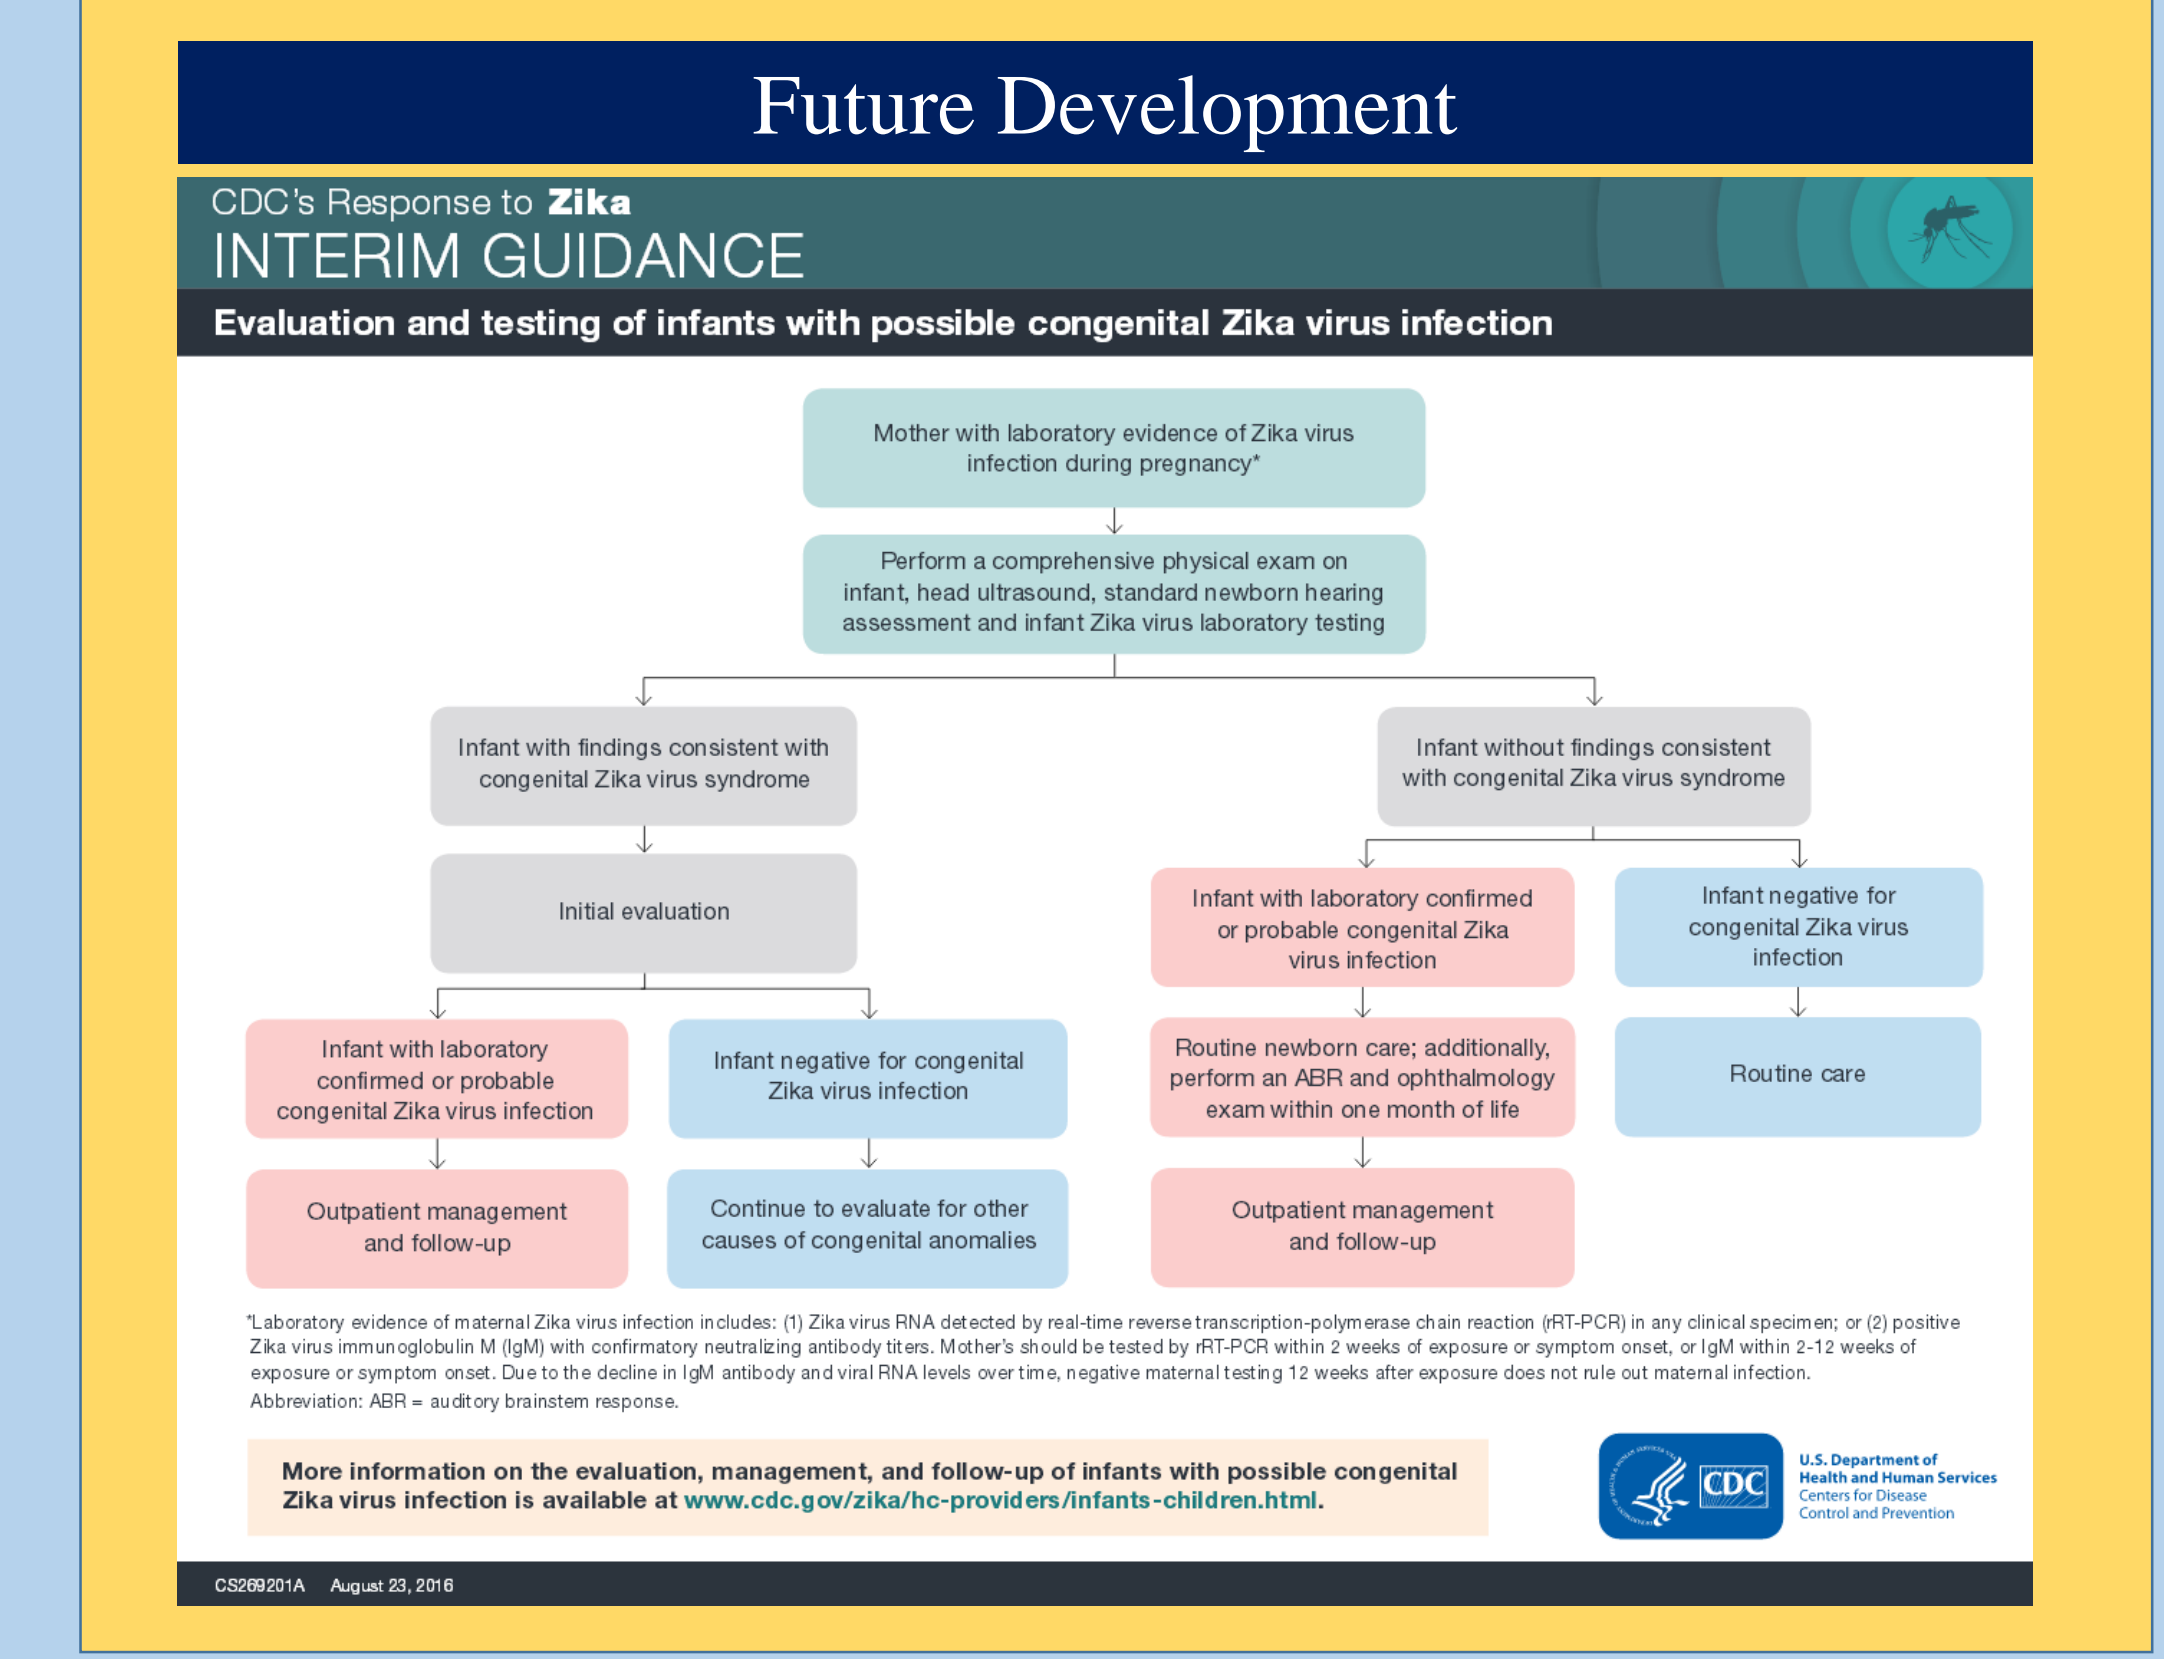 Future Development
CDC's Response to Zika
INTERIM GUIDANCE
Evaluation and testing of infants with possible congenital Zika virus infection
Mother with laboratory evidence of Zika virus
infection during pregnancy*
Perform a comprehensive physical exam on
infant, head ultrasound, standard newborn hearing
assessment and infant Zika virus laboratory testing
Infant with findings consistent with
congenital Zika virus syndrome
Initial evaluation
Infant with laboratory
confirmed or probable
congenital Zika virus infection
Outpatient management
and follow-up
Infant negative for congenital
Zika virus infection
Continue to evaluate for other
causes of congenital anomalies
Infant without findings consistent
with congenital Zika virus syndrome
Infant with laboratory confirmed
or probable congenital Zika
virus infection
Routine newborn care; additionally,
perform an ABR and ophthalmology
exam within one month of life
Outpatient management
and follow-up
Infant negative for
congenital Zika virus
infection
Routine care
*Laboratory evidence of maternal Zika virus infection includes: (1) Zika virus RNA detected by real-time reverse transcription-polymerase chain reaction (rRT-PCR) in any clinical specimen; or (2) positive
Zika virus immunoglobulin M (IgM) with confirmatory neutralizing antibody titers. Mother's should be tested by rRT-PCR within 2 weeks of exposure or symptom onset, or IgM within 2-12 weeks of
exposure or symptom onset. Due to the decline in IgM antibody and viral RNA levels over time, negative maternal testing 12 weeks after exposure does not rule out maternal infection.
Abbreviation: ABR = auditory brainstem response.
More information on the evaluation, management, and follow-up of infants with possible congenital
Zika virus infection is available at www.cdc.gov/zika/hc-providers/infants-children.html.
CDC
U.S. Department of
Health and Human Services
Centers for Disease
Control and Prevention
CS269201A August 23, 2016